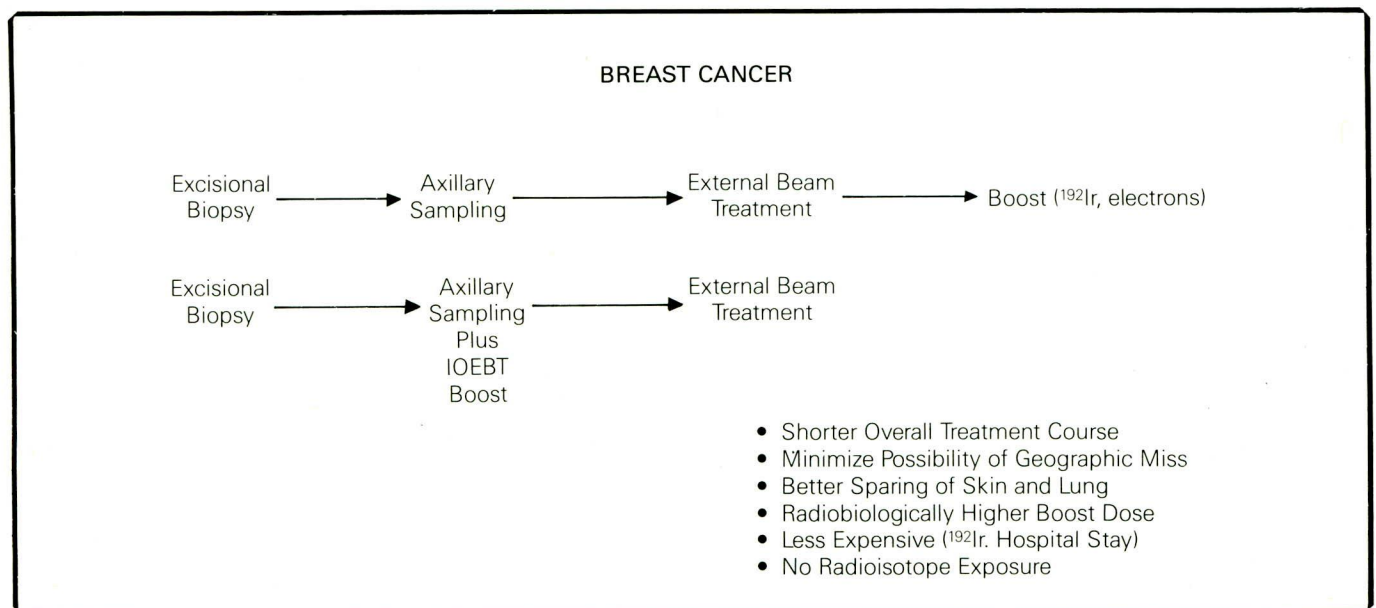 BREAST CANCER
Excisional
Biopsy
Axillary
Sampling
External Beam
Treatment
Boost (¹⁹²Ir, electrons)
Excisional
Biopsy
Axillary
Sampling
Plus
IOEBT
Boost
External Beam
Treatment
• Shorter Overall Treatment Course
• Minimize Possibility of Geographic Miss
• Better Sparing of Skin and Lung
• Radiobiologically Higher Boost Dose
• Less Expensive (¹⁹²Ir. Hospital Stay)
• No Radioisotope Exposure